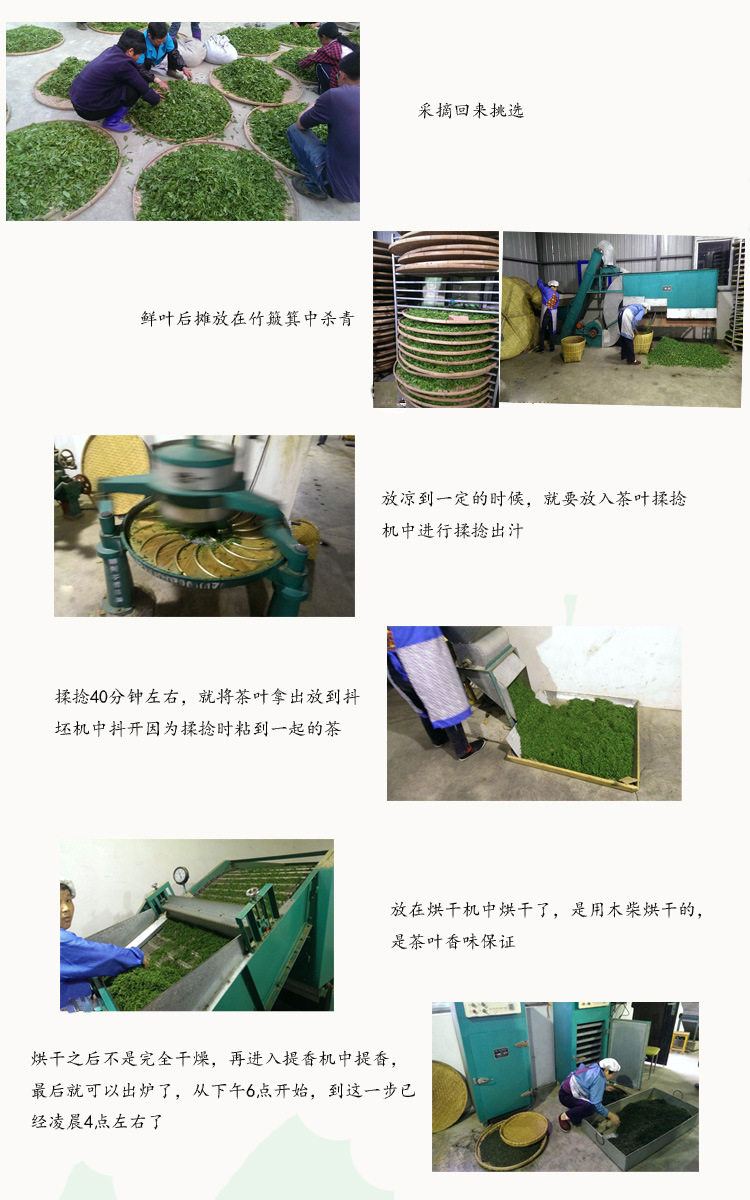 采摘回来挑选
鲜叶后摊放在竹簸箕中杀青
放凉到一定的时候，就要放入茶叶揉捻
机中进行揉捻出汁
揉捻40分钟左右，就将茶叶拿出放到抖
坯机中抖开因为揉捻时粘到一起的茶
放在烘干机中烘干了，是用木柴烘干的，
是茶叶香味保证
烘干之后不是完全干燥，再进入提香机中提香，
最后就可以出炉了，从下午6点开始，到这一步已
经凌晨4点左右了